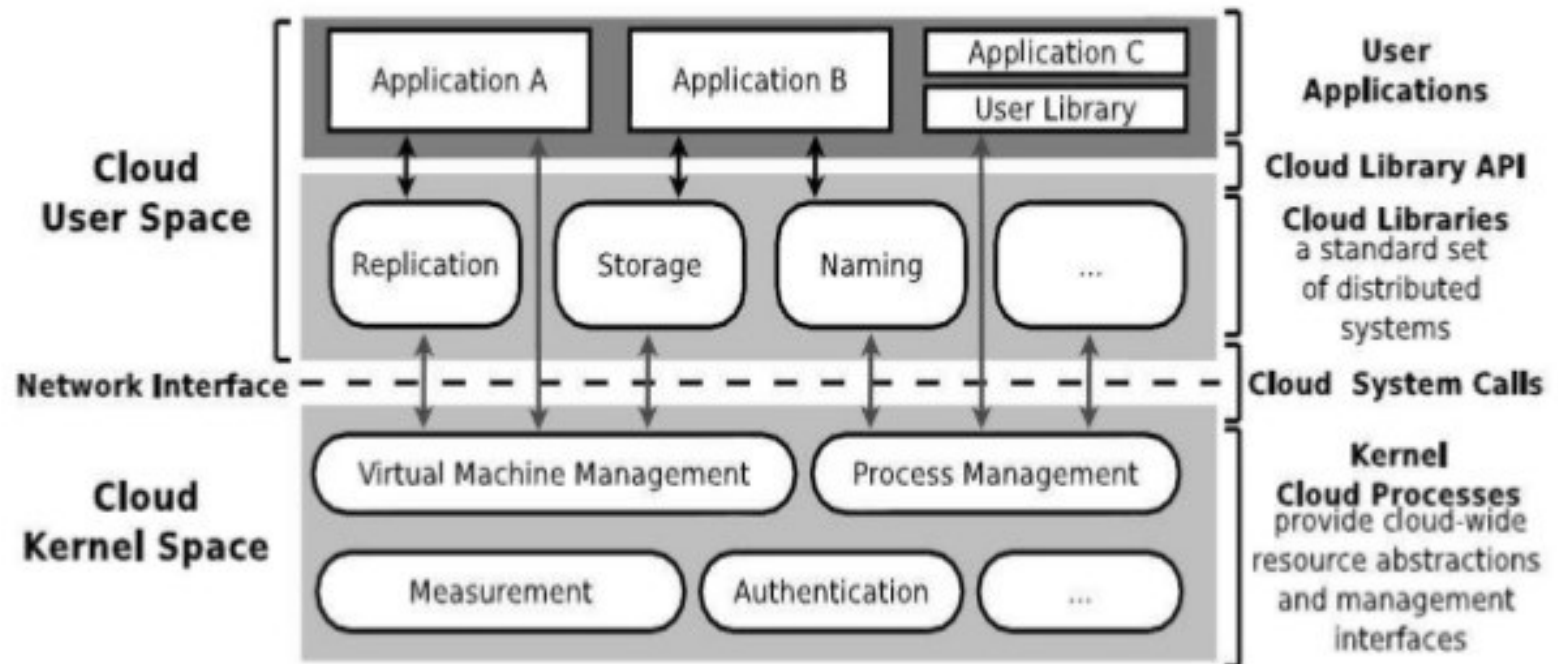 Application A
Application B
Application C
User Library
User
Applications
Cloud
User Space
Cloud Library API
Replication
Storage
Naming
...
Cloud Libraries
a standard set
of distributed
systems
Network Interface
Cloud System Calls
Cloud
Kernel Space
Virtual Machine Management
Process Management
Measurement
Authentication
...
Kernel
Cloud Processes
provide cloud-wide
resource abstractions
and management
interfaces